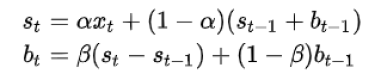 s_t = αx_t + (1 − α)(s_{t−1} + b_{t−1})
b_t = β(s_t − s_{t−1}) + (1 − β)b_{t−1}